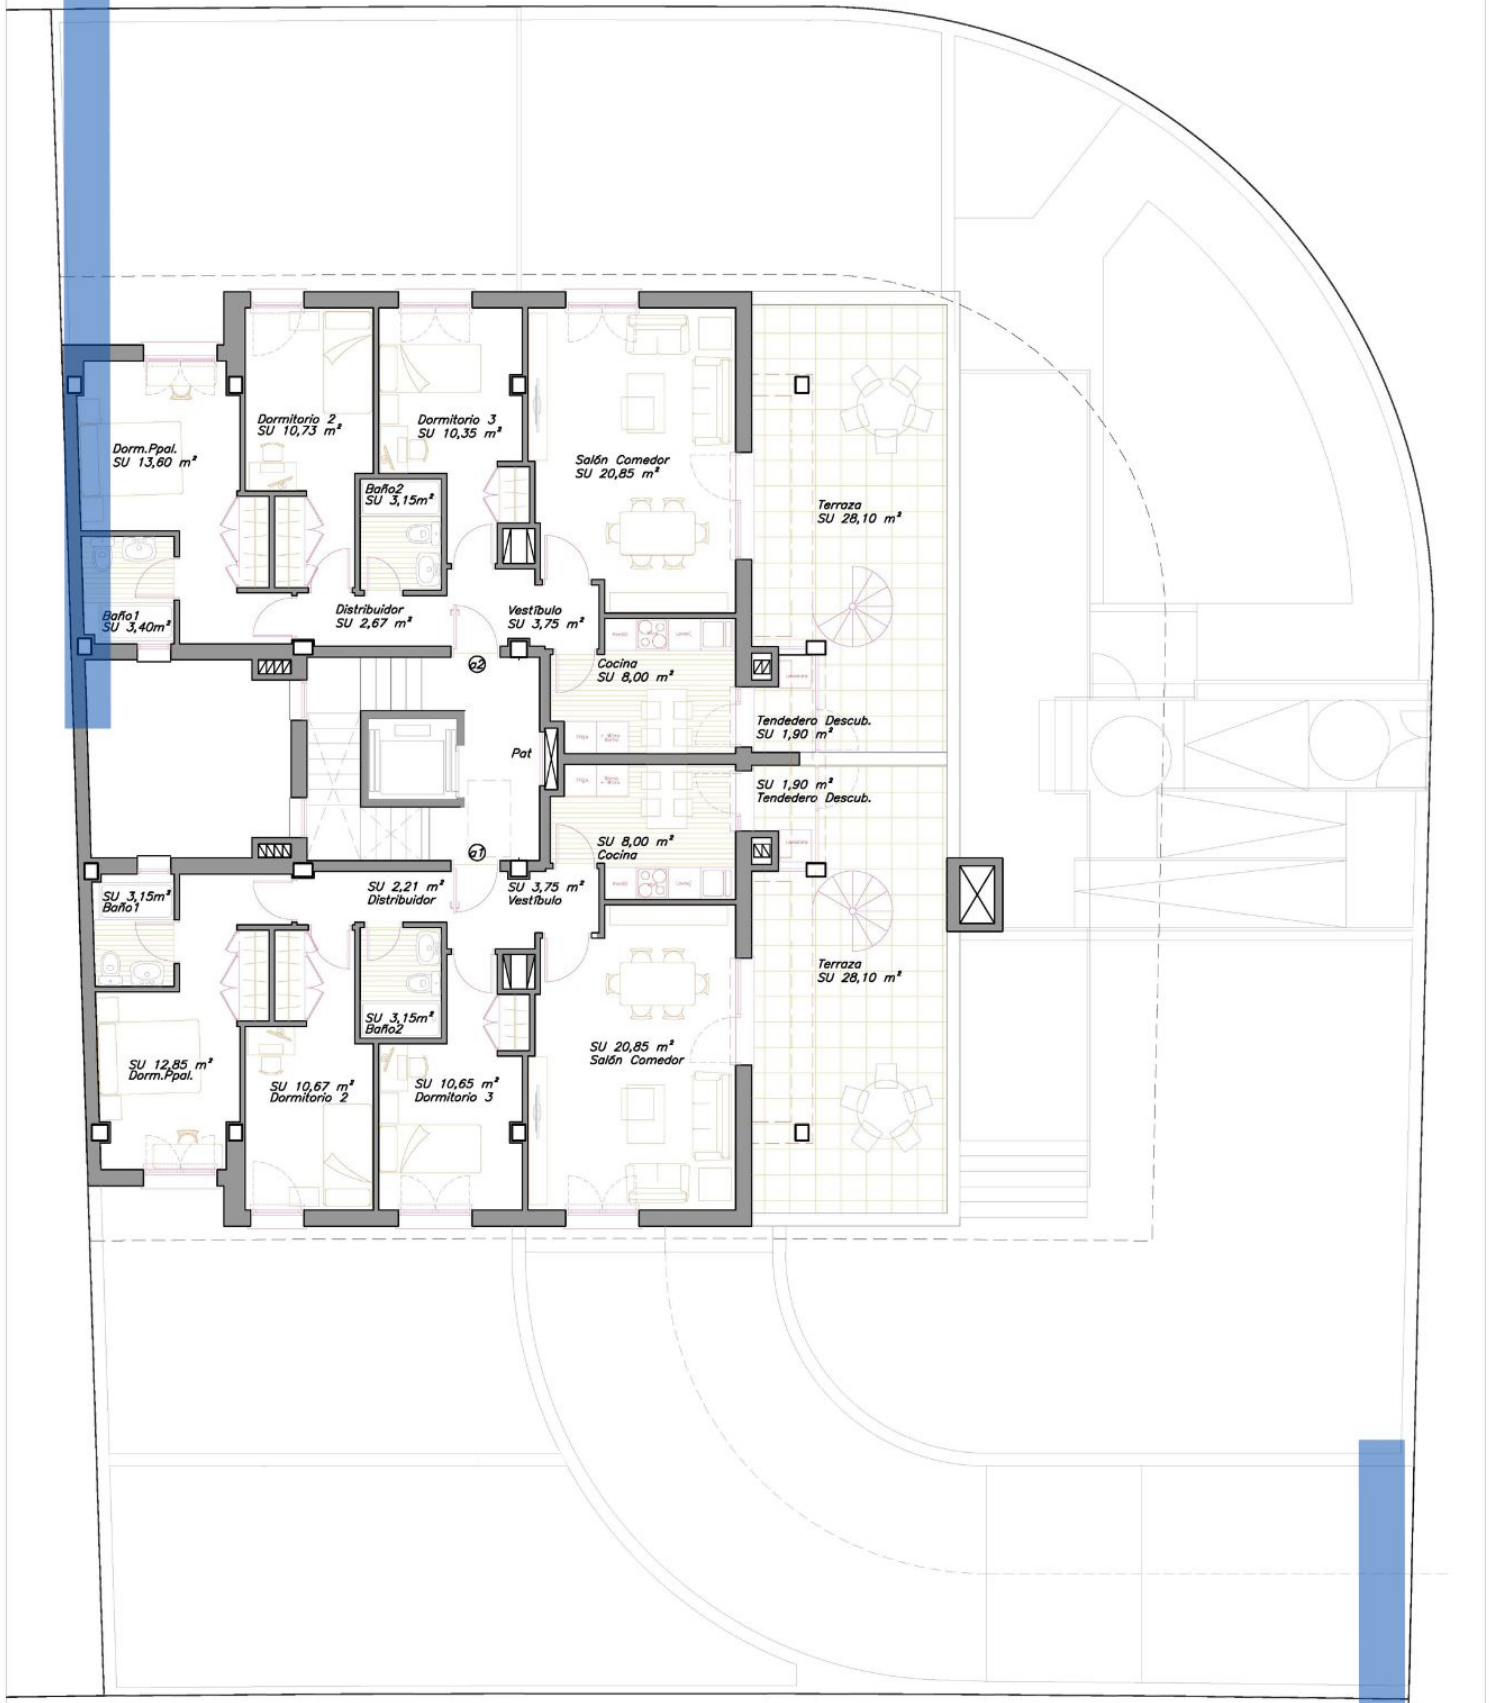 Dormitorio 2
SU 10,73 m²
Dormitorio 3
SU 10,35 m²
Dorm.Ppal.
SU 13,60 m²
Salón Comedor
SU 20,85 m²
Baño2
SU 3,15m²
Terraza
SU 28,10 m²
Baño1
SU 3,40m²
Distribuidor
SU 2,67 m²
Vestíbulo
SU 3,75 m²
a2
Cocina
SU 8,00 m²
Tendedero Descub.
SU 1,90 m²
Pat
SU 1,90 m²
Tendedero Descub.
SU 8,00 m²
Cocina
a1
SU 3,15m²
Baño1
SU 2,21 m²
Distribuidor
SU 3,75 m²
Vestíbulo
Terraza
SU 28,10 m²
SU 3,15m²
Baño2
SU 20,85 m²
Salón Comedor
SU 12,85 m²
Dorm.Ppal.
SU 10,67 m²
Dormitorio 2
SU 10,65 m²
Dormitorio 3